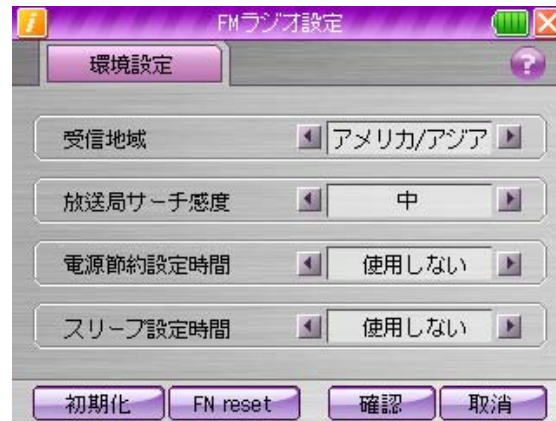 FMラジオ設定
環境設定
?
受信地域 アメリカ/アジア
放送局サーチ感度 中
電源節約設定時間 使用しない
スリープ設定時間 使用しない
初期化 FN reset 確認 取消